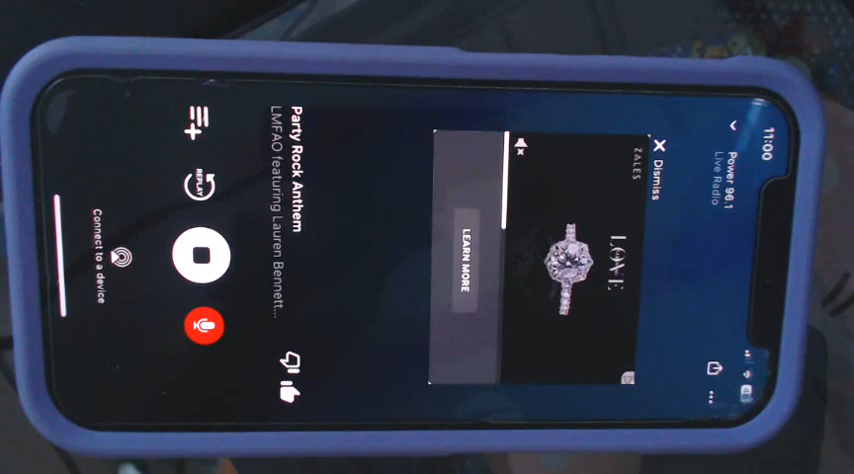 11:00
Power 96.1
Live Radio
Dismiss
ZALES
LOVE
LEARN MORE
Party Rock Anthem
LMFAO featuring Lauren Bennett...
REPLAY
Connect to a device